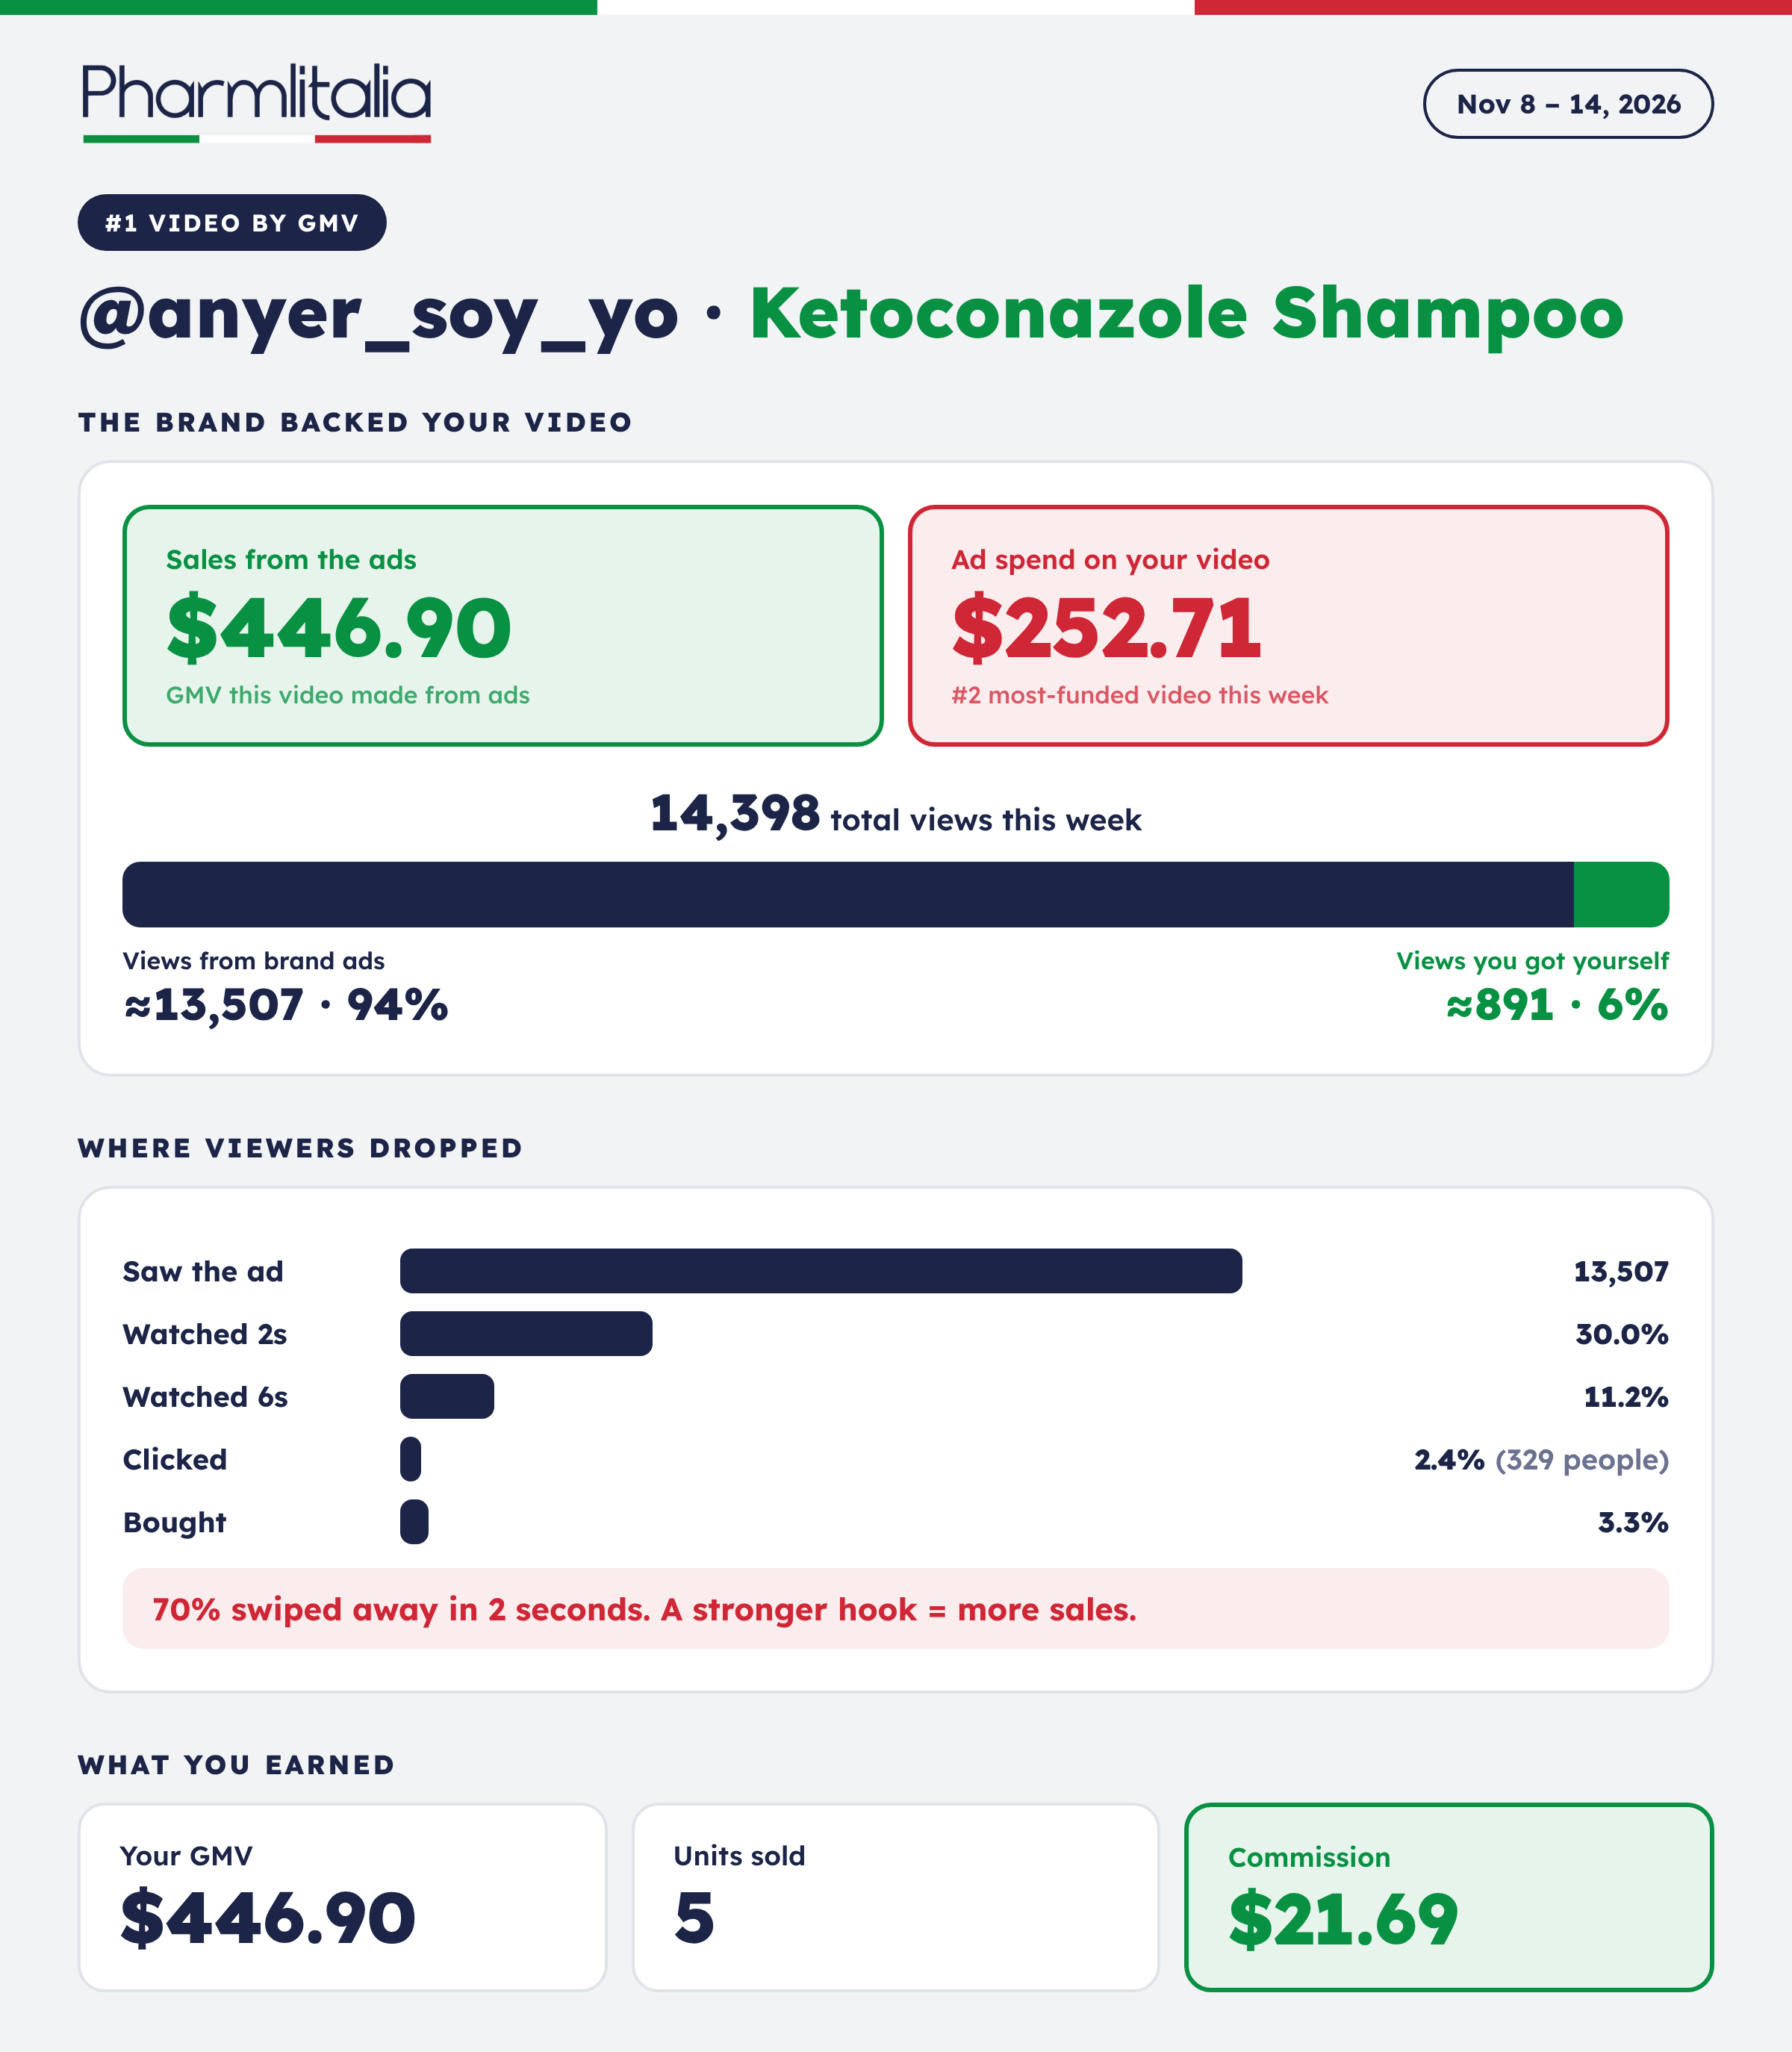 Pharmlitalia
Nov 8 – 14, 2026
#1 VIDEO BY GMV
@anyer_soy_yo · Ketoconazole Shampoo
THE BRAND BACKED YOUR VIDEO
Sales from the ads
$446.90
GMV this video made from ads
Ad spend on your video
$252.71
#2 most-funded video this week
14,398 total views this week
Views from brand ads
≈13,507 · 94%
Views you got yourself
≈891 · 6%
WHERE VIEWERS DROPPED
Saw the ad 13,507
Watched 2s 30.0%
Watched 6s 11.2%
Clicked 2.4% (329 people)
Bought 3.3%
70% swiped away in 2 seconds. A stronger hook = more sales.
WHAT YOU EARNED
Your GMV
$446.90
Units sold
5
Commission
$21.69